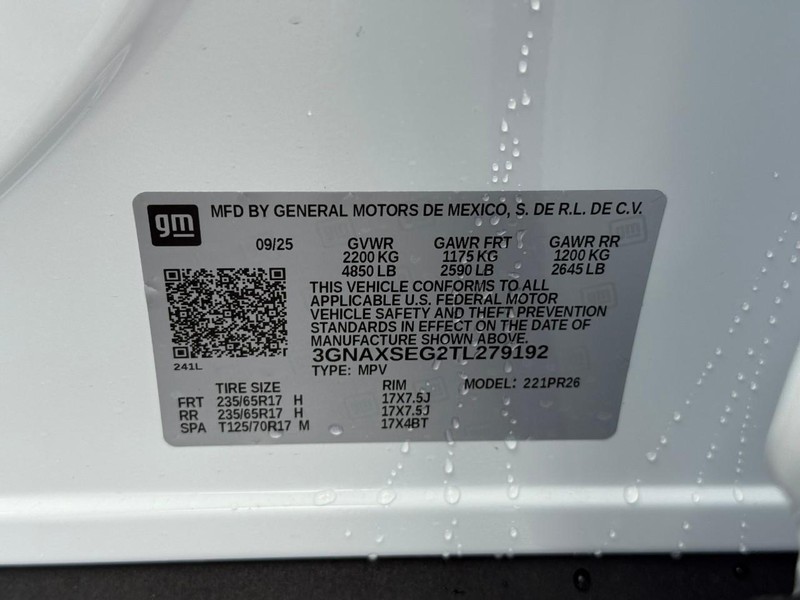 gm MFD BY GENERAL MOTORS DE MEXICO, S. DE R.L. DE C.V.
09/25 GVWR GAWR FRT GAWR RR
2200 KG 1175 KG 1200 KG
4850 LB 2590 LB 2645 LB
THIS VEHICLE CONFORMS TO ALL
APPLICABLE U.S. FEDERAL MOTOR
VEHICLE SAFETY AND THEFT PREVENTION
STANDARDS IN EFFECT ON THE DATE OF
MANUFACTURE SHOWN ABOVE.
3GNAXSEG2TL279192
241L
TYPE: MPV
TIRE SIZE RIM MODEL: 221PR26
FRT 235/65R17 H 17X7.5J
RR 235/65R17 H 17X7.5J
SPA T125/70R17 M 17X4BT